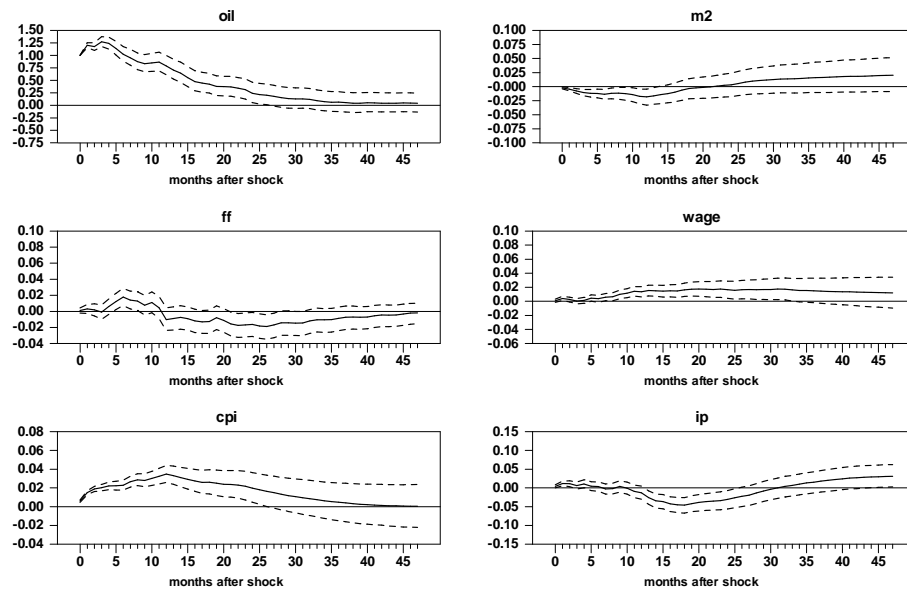 oil
1.50
1.25
1.00
0.75
0.50
0.25
0.00
-0.25
-0.50
-0.75
0 5 10 15 20 25 30 35 40 45
months after shock
m2
0.100
0.075
0.050
0.025
-0.000
-0.025
-0.050
-0.075
-0.100
0 5 10 15 20 25 30 35 40 45
months after shock
ff
0.10
0.08
0.06
0.04
0.02
0.00
-0.02
-0.04
0 5 10 15 20 25 30 35 40 45
months after shock
wage
0.10
0.08
0.06
0.04
0.02
0.00
-0.02
-0.04
-0.06
0 5 10 15 20 25 30 35 40 45
months after shock
cpi
0.08
0.06
0.04
0.02
0.00
-0.02
-0.04
0 5 10 15 20 25 30 35 40 45
months after shock
ip
0.15
0.10
0.05
0.00
-0.05
-0.10
-0.15
0 5 10 15 20 25 30 35 40 45
months after shock